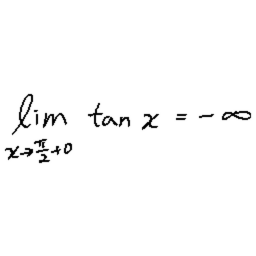 lim tan x = -∞
x→π/2+0